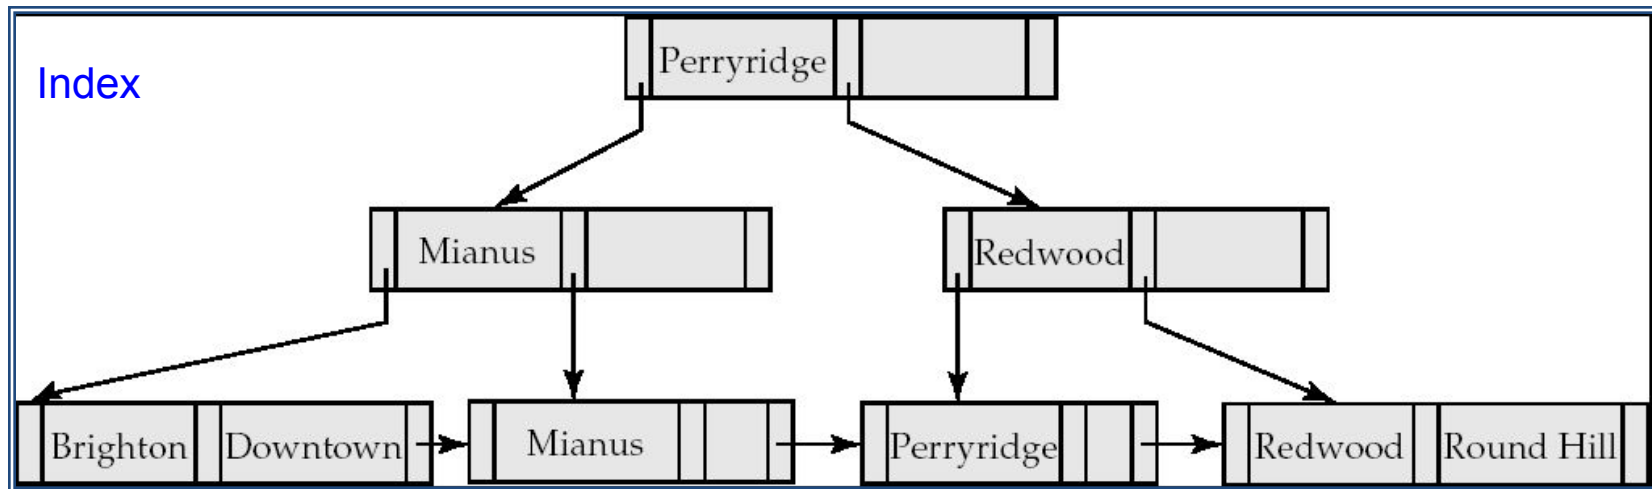 Perryridge
Index
Mianus
Redwood
Brighton Downtown
Mianus
Perryridge
Redwood Round Hill